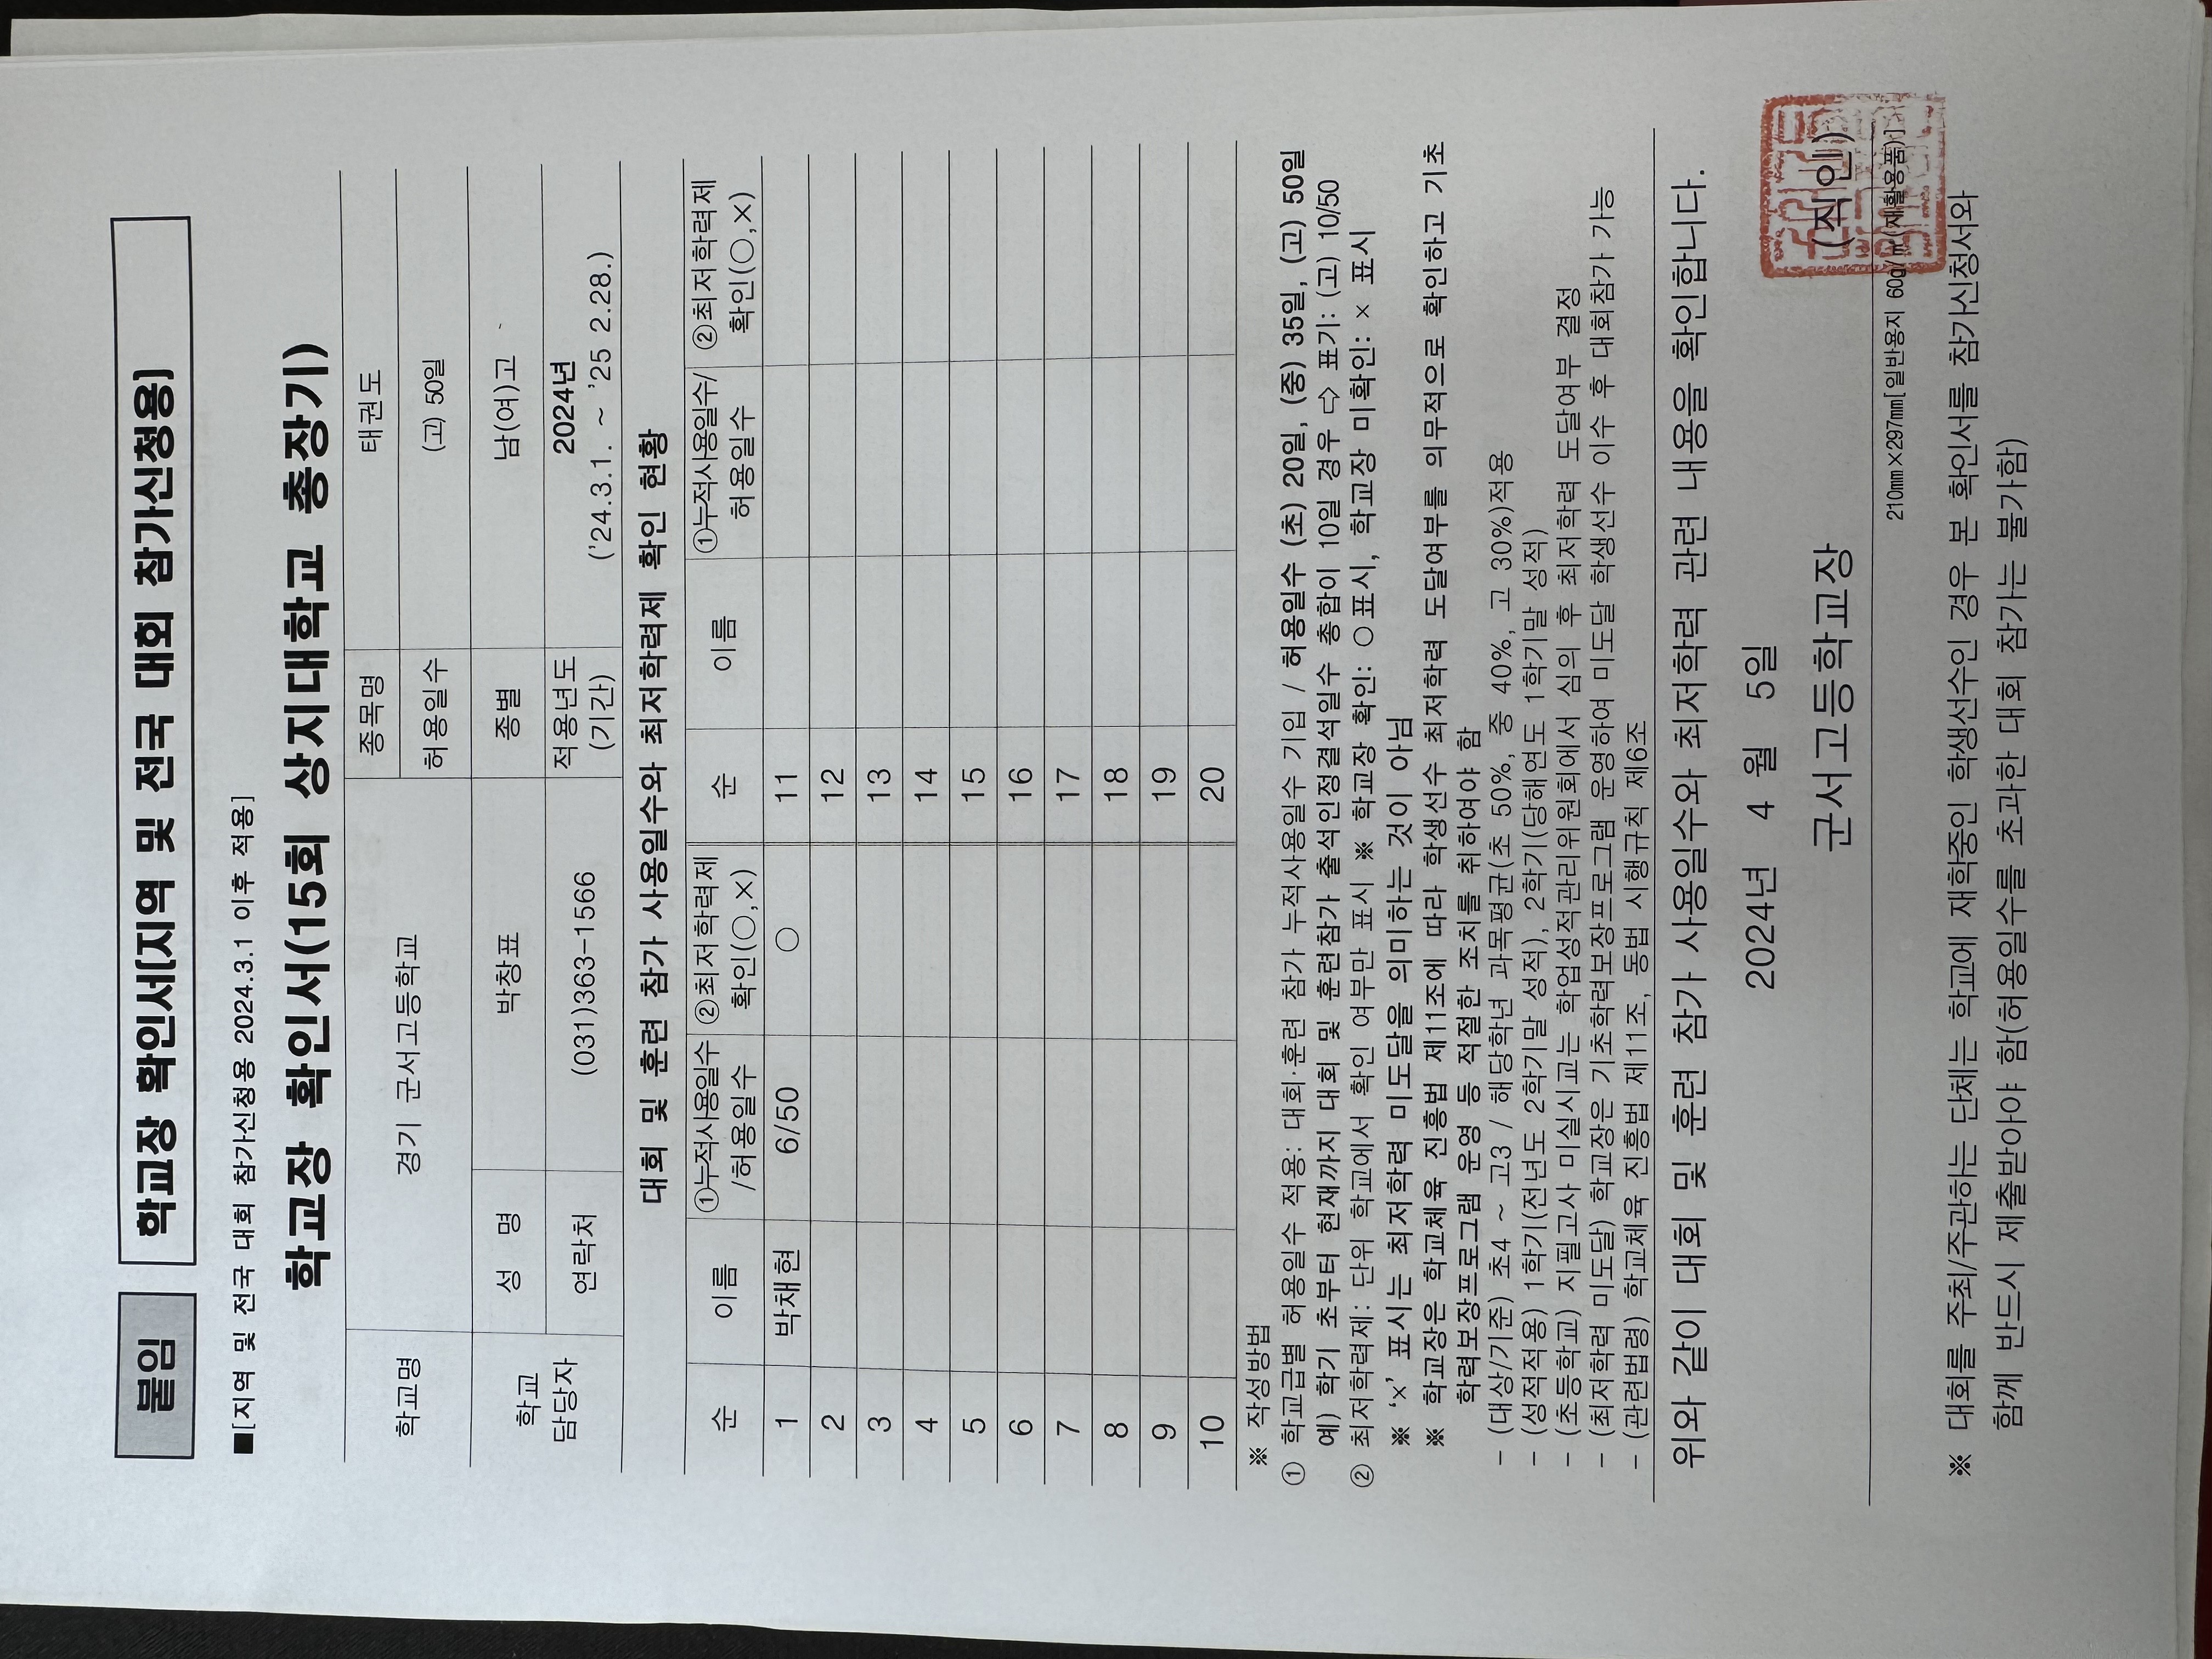 붙임
학교장 확인서[지역 및 전국 대회 참가신청용]
■[지역 및 전국 대회 참가신청용 2024.3.1 이후 적용]
학교장 확인서(15회 상지대학교 총장기)
학교명 경기 군서고등학교 종목명 태권도
허용일수 (고) 50일
학교 담당자 성 명 박창표 종별 남(여)고
연락처 (031)363-1566 적용년도 (기간) 2024년
('24.3.1. ~ '25 2.28.)
대회 및 훈련 참가 사용일수와 최저학력제 확인 현황
순 이름 ①누적사용일수 /허용일수 ②최저학력제 확인(○,×) 순 이름 ①누적사용일수/ 허용일수 ②최저학력제 확인(○,×)
1 박채현 6/50 ○ 11
2 12
3 13
4 14
5 15
6 16
7 17
8 18
9 19
10 20
※ 작성방법
① 학교급별 허용일수 적용: 대회·훈련 참가 누적사용일수 기입 / 허용일수 (초) 20일, (중) 35일, (고) 50일
예) 학기 초부터 현재까지 대회 및 훈련참가 출석인정결석일수 총합이 10일 경우 ⇨ 표기: (고) 10/50
② 최저학력제: 단위 학교에서 확인 여부만 표시 ※ 학교장 확인: ○표시, 학교장 미확인: × 표시
※ '×' 표시는 최저학력 미도달을 의미하는 것이 아님
※ 학교장은 학교체육 진흥법 제11조에 따라 학생선수 최저학력 도달여부를 의무적으로 확인하고 기초
학력보장프로그램 운영 등 적절한 조치를 취하여야 함
- (대상/기준) 초4 ~ 고3 / 해당학년 과목평균(초 50%, 중 40%, 고 30%)적용
- (성적적용) 1학기(전년도 2학기말 성적), 2학기(당해연도 1학기말 성적)
- (초등학교) 지필고사 미실시교는 학업성적관리위원회에서 심의 후 최저학력 도달여부 결정
- (최저학력 미도달) 학교장은 기초학력보장프로그램 운영하여 미도달 학생선수 이수 후 대회참가 가능
- (관련법령) 학교체육 진흥법 제11조, 동법 시행규칙 제6조
위와 같이 대회 및 훈련 참가 사용일수와 최저학력 관련 내용을 확인합니다.
2024년 4 월 5일
군서고등학교장 (직인)
210㎜×297㎜[일반용지 60g/㎡(재활용품)]
※ 대회를 주최/주관하는 단체는 학교에 재학중인 학생선수인 경우 본 확인서를 참가신청서와
함께 반드시 제출받아야 함(허용일수를 초과한 대회 참가는 불가함)